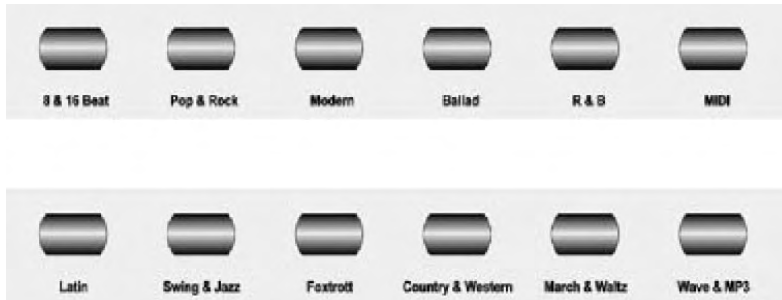 8 & 16 Beat Pop & Rock Modern Ballad R & B MIDI
Latin Swing & Jazz Foxtrott Country & Western March & Waltz Wave & MP3